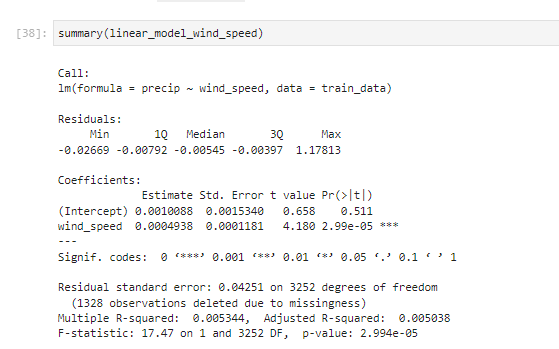 [38]: summary(linear_model_wind_speed)
Call:
lm(formula = precip ~ wind_speed, data = train_data)
Residuals:
Min 1Q Median 3Q Max
-0.02669 -0.00792 -0.00545 -0.00397 1.17813
Coefficients:
Estimate Std. Error t value Pr(>|t|)
(Intercept) 0.0010088 0.0015340 0.658 0.511
wind_speed 0.0004938 0.0001181 4.180 2.99e-05 ***
---
Signif. codes: 0 ‘***’ 0.001 ‘**’ 0.01 ‘*’ 0.05 ‘.’ 0.1 ‘ ’ 1
Residual standard error: 0.04251 on 3252 degrees of freedom
(1328 observations deleted due to missingness)
Multiple R-squared: 0.005344, Adjusted R-squared: 0.005038
F-statistic: 17.47 on 1 and 3252 DF, p-value: 2.994e-05